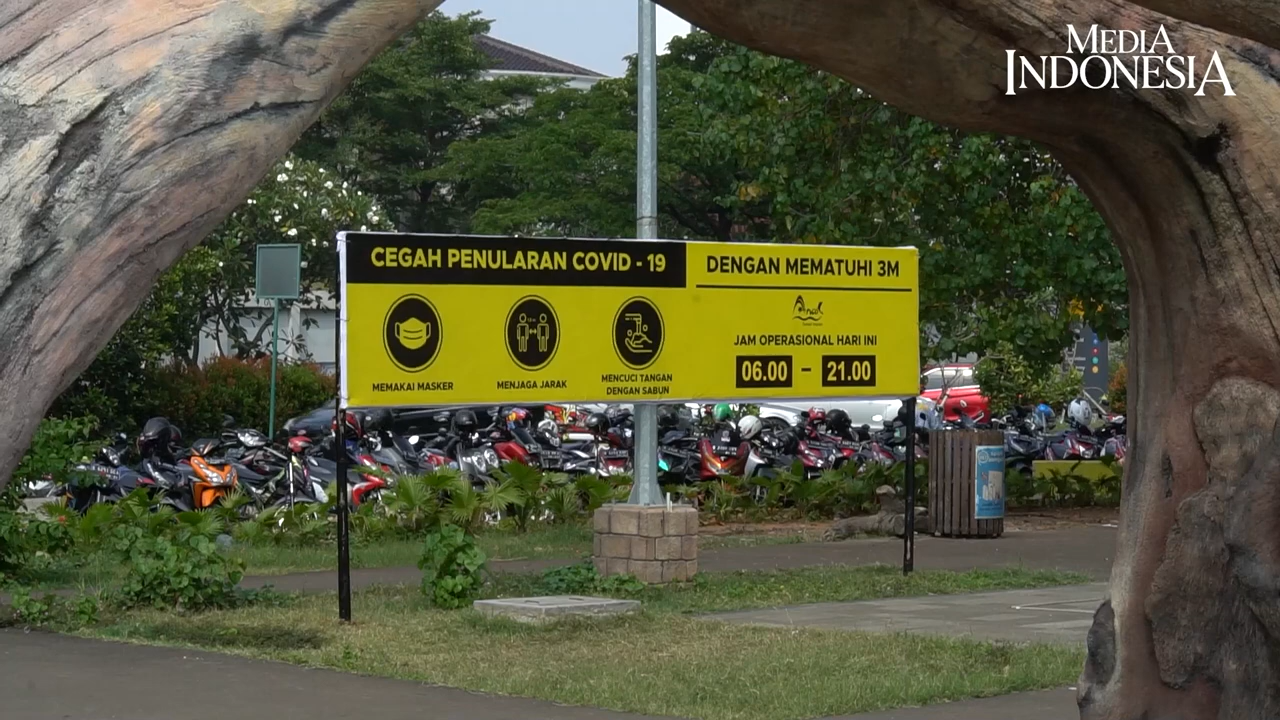 MEDIA
INDONESIA
CEGAH PENULARAN COVID - 19
DENGAN MEMATUHI 3M
Ancol
JAM OPERASIONAL HARI INI
06.00 - 21.00
MEMAKAI MASKER
MENJAGA JARAK
MENCUCI TANGAN
DENGAN SABUN